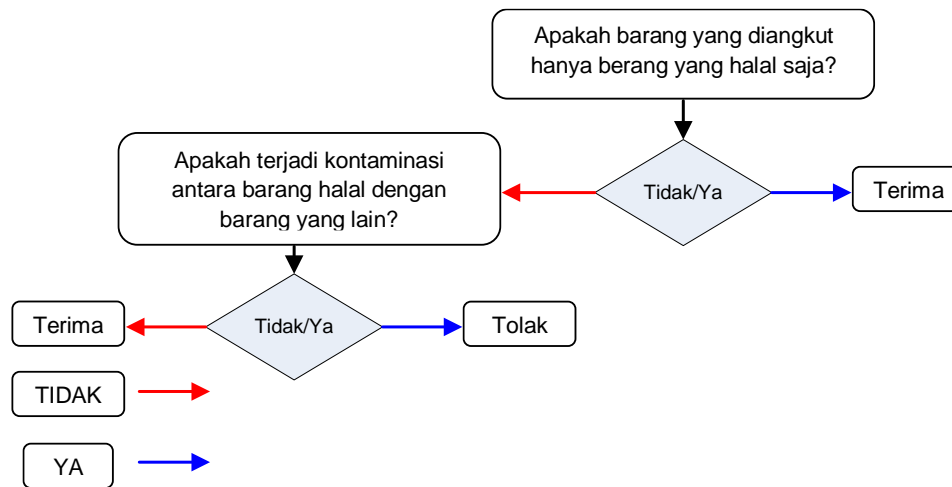 Apakah barang yang diangkut
hanya berang yang halal saja?
Apakah terjadi kontaminasi
antara barang halal dengan
barang yang lain?
Tidak/Ya
Terima
Terima
Tidak/Ya
Tolak
TIDAK
YA